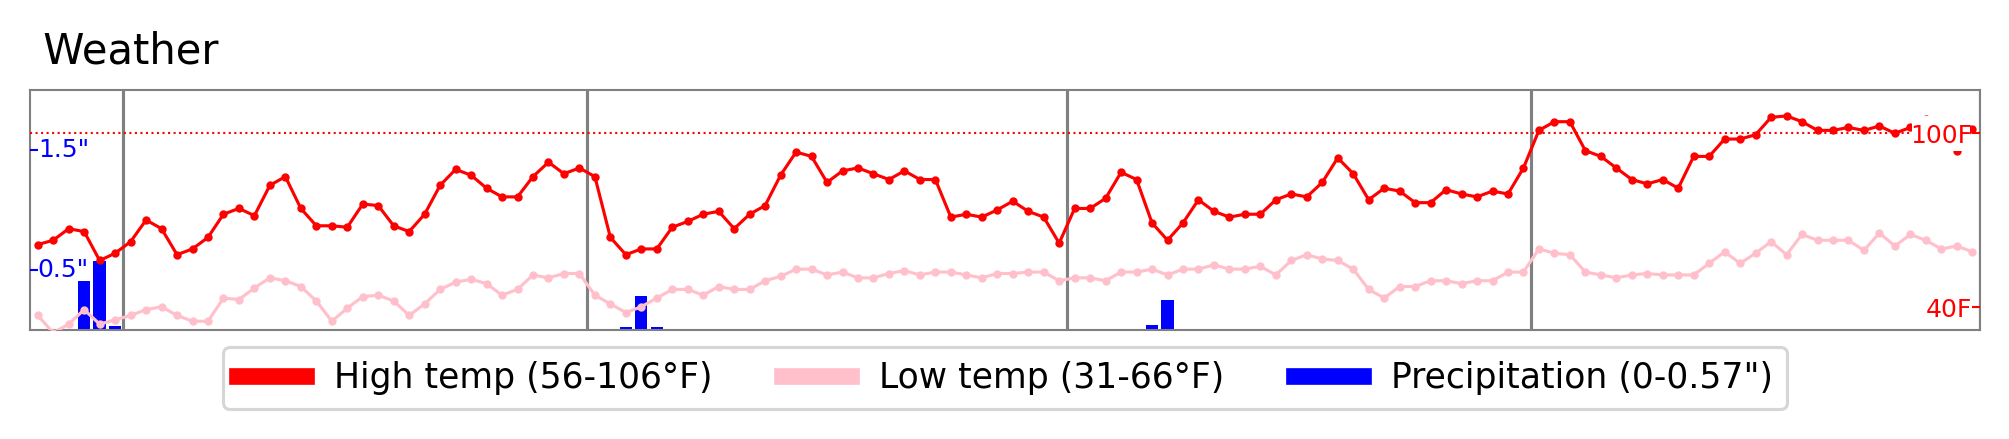 Weather
1.5"
100F
0.5"
40F
High temp (56-106°F) Low temp (31-66°F) Precipitation (0-0.57")